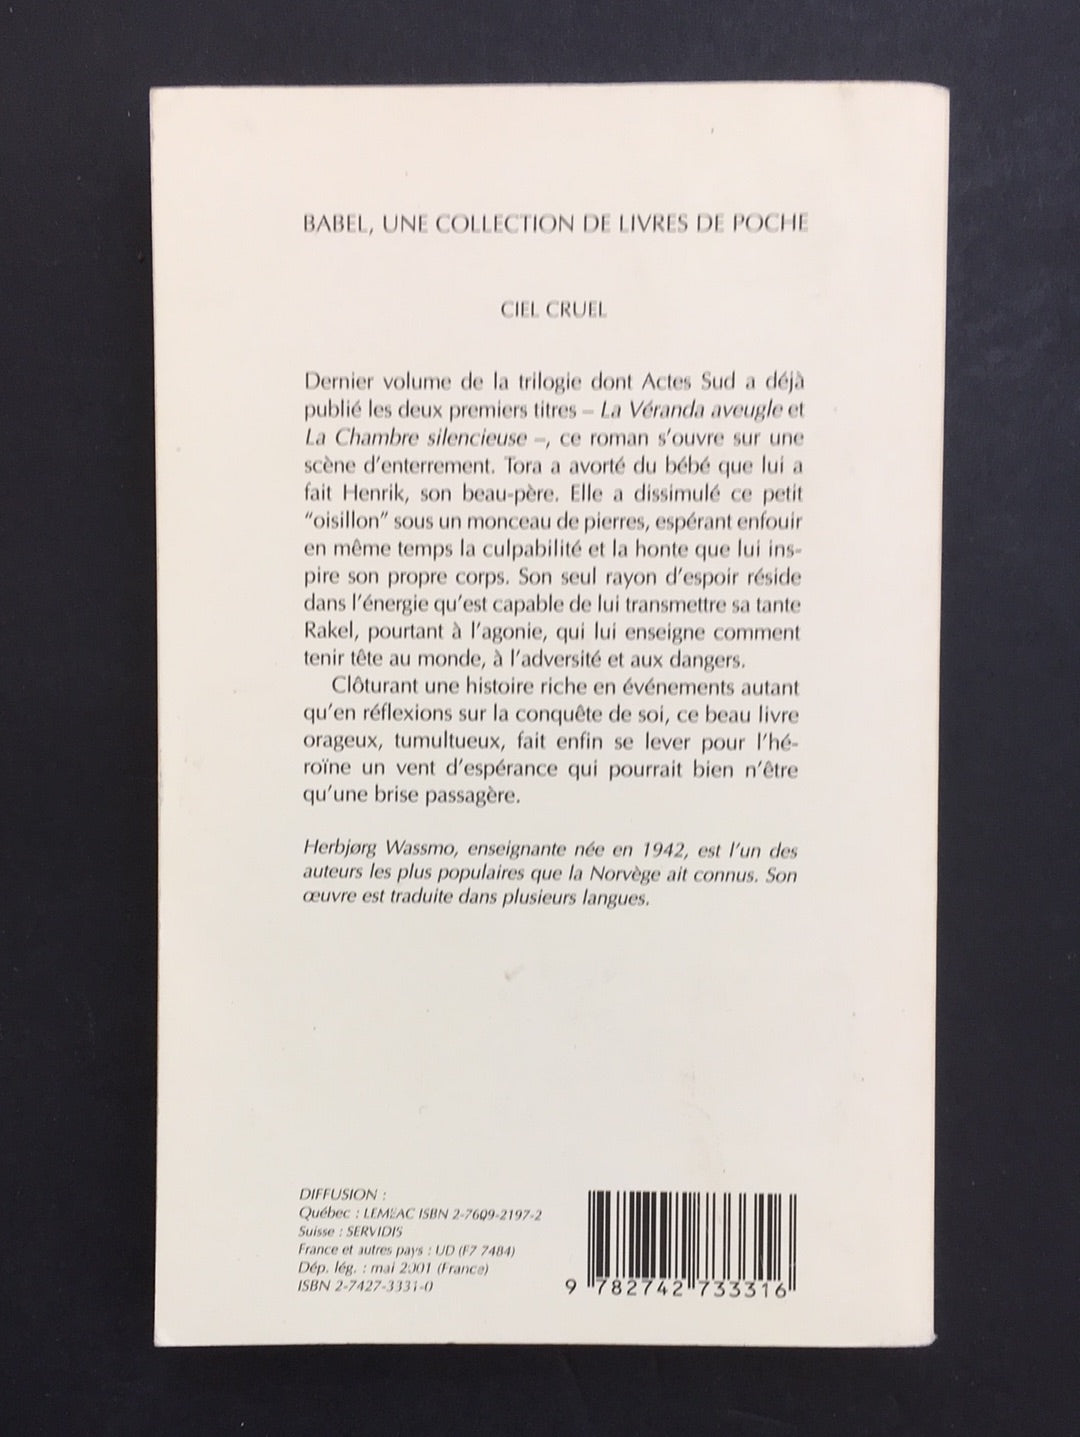 BABEL, UNE COLLECTION DE LIVRES DE POCHE
CIEL CRUEL
Dernier volume de la trilogie dont Actes Sud a déjà
publié les deux premiers titres – La Véranda aveugle et
La Chambre silencieuse –, ce roman s'ouvre sur une
scène d'enterrement. Tora a avorté du bébé que lui a
fait Henrik, son beau-père. Elle a dissimulé ce petit
"oisillon" sous un monceau de pierres, espérant enfouir
en même temps la culpabilité et la honte que lui ins-
pire son propre corps. Son seul rayon d'espoir réside
dans l'énergie qu'est capable de lui transmettre sa tante
Rakel, pourtant à l'agonie, qui lui enseigne comment
tenir tête au monde, à l'adversité et aux dangers.
Clôturant une histoire riche en événements autant
qu'en réflexions sur la conquête de soi, ce beau livre
orageux, tumultueux, fait enfin se lever pour l'hé-
roïne un vent d'espérance qui pourrait bien n'être
qu'une brise passagère.
Herbjørg Wassmo, enseignante née en 1942, est l'un des
auteurs les plus populaires que la Norvège ait connus. Son
œuvre est traduite dans plusieurs langues.
DIFFUSION :
Québec : LEMÉAC ISBN 2-7609-2197-2
Suisse : SERVIDIS
France et autres pays : UD (F7 7484)
Dép. lég. : mai 2001 (France)
ISBN 2-7427-3331-0
9 782742 733316